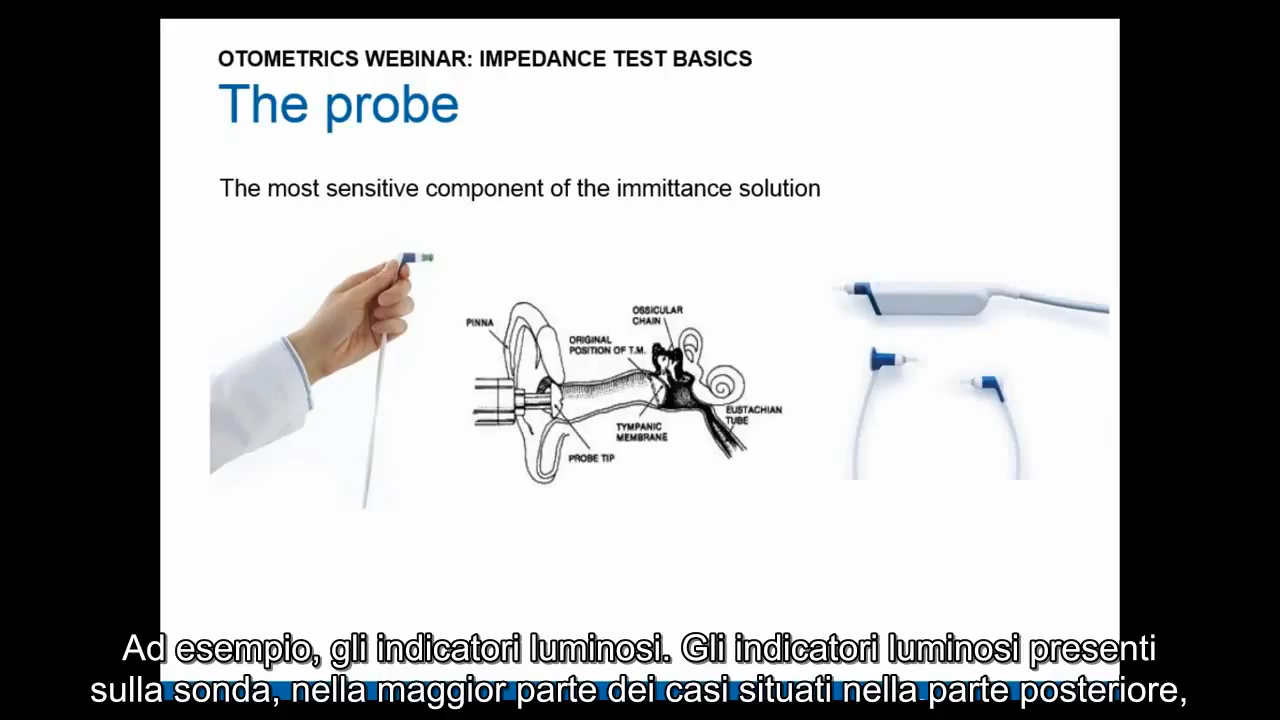 OTOMETRICS WEBINAR: IMPEDANCE TEST BASICS
The probe
The most sensitive component of the immittance solution
PINNA
ORIGINAL
POSITION OF T.M.
OSSICULAR
CHAIN
EUSTACHIAN
TUBE
TYMPANIC
MEMBRANE
PROBE TIP
Ad esempio, gli indicatori luminosi. Gli indicatori luminosi presenti
sulla sonda, nella maggior parte dei casi situati nella parte posteriore,